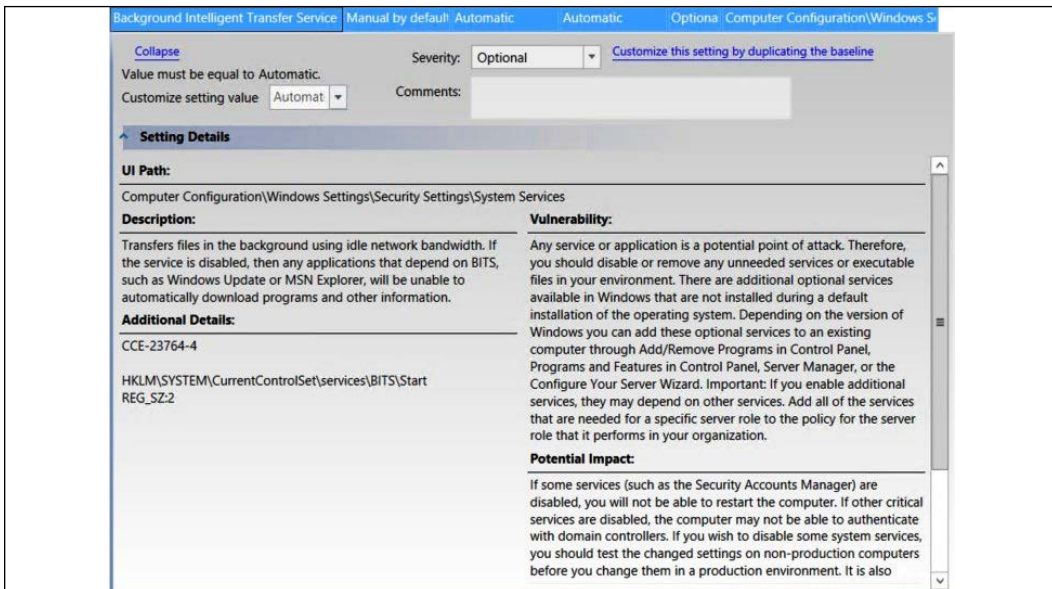 Background Intelligent Transfer Service Manual by default Automatic Automatic Optiona Computer Configuration\Windows Se
Collapse
Severity: Optional
Customize this setting by duplicating the baseline
Value must be equal to Automatic.
Customize setting value Automat
Comments:
Setting Details
UI Path:
Computer Configuration\Windows Settings\Security Settings\System Services
Description:
Transfers files in the background using idle network bandwidth. If
the service is disabled, then any applications that depend on BITS,
such as Windows Update or MSN Explorer, will be unable to
automatically download programs and other information.
Additional Details:
CCE-23764-4
HKLM\SYSTEM\CurrentControlSet\services\BITS\Start
REG_SZ:2
Vulnerability:
Any service or application is a potential point of attack. Therefore,
you should disable or remove any unneeded services or executable
files in your environment. There are additional optional services
available in Windows that are not installed during a default
installation of the operating system. Depending on the version of
Windows you can add these optional services to an existing
computer through Add/Remove Programs in Control Panel,
Programs and Features in Control Panel, Server Manager, or the
Configure Your Server Wizard. Important: If you enable additional
services, they may depend on other services. Add all of the services
that are needed for a specific server role to the policy for the server
role that it performs in your organization.
Potential Impact:
If some services (such as the Security Accounts Manager) are
disabled, you will not be able to restart the computer. If other critical
services are disabled, the computer may not be able to authenticate
with domain controllers. If you wish to disable some system services,
you should test the changed settings on non-production computers
before you change them in a production environment. It is also